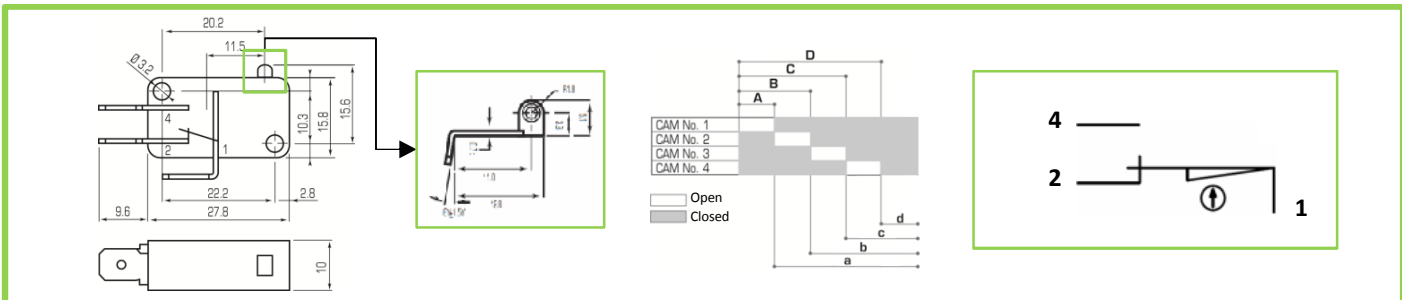 20.2
11.5
Ø3.2
4
2
1
10.3
15.8
15.6
22.2
2.8
9.6
27.8
10
D
C
B
A
CAM No. 1
CAM No. 2
CAM No. 3
CAM No. 4
Open
Closed
d
c
b
a
4
2
1